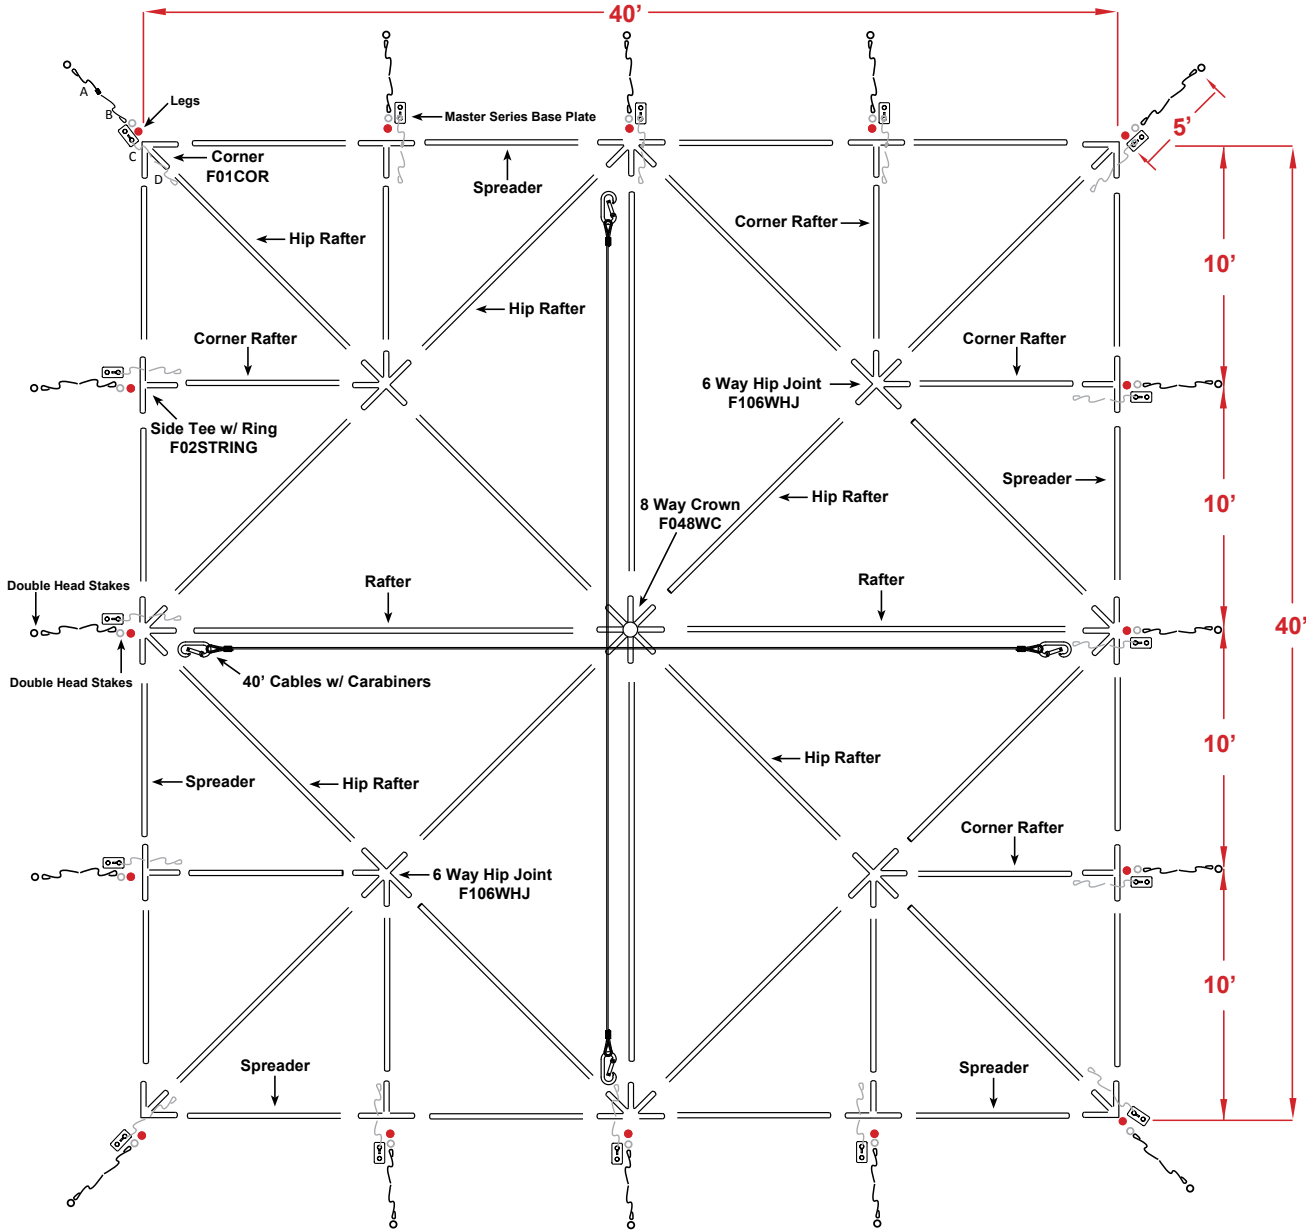 40’
A
B
Legs
C
D
Corner
F01COR
Master Series Base Plate
5’
Spreader
Hip Rafter
Corner Rafter
10’
Hip Rafter
Corner Rafter
Corner Rafter
6 Way Hip Joint
F106WHJ
Side Tee w/ Ring
F02STRING
Spreader
Hip Rafter
10’
8 Way Crown
F048WC
Double Head Stakes
Rafter
Rafter
40’
Double Head Stakes
40’ Cables w/ Carabiners
10’
Spreader
Hip Rafter
Hip Rafter
Corner Rafter
6 Way Hip Joint
F106WHJ
10’
Spreader
Spreader